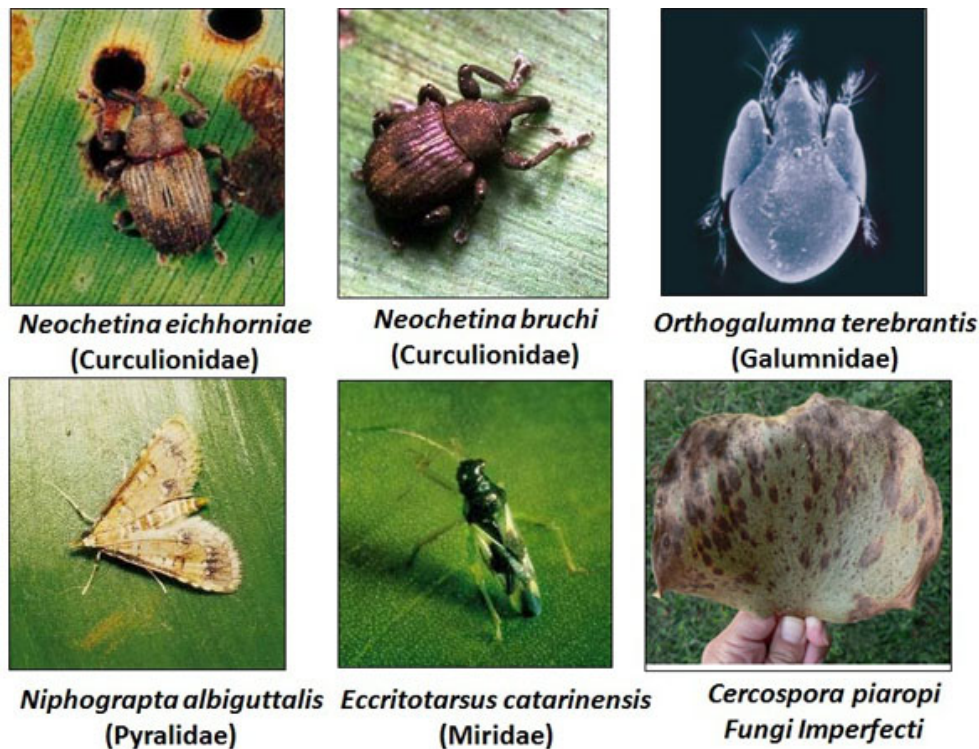 Neochetina eichhorniae
(Curculionidae)
Neochetina bruchi
(Curculionidae)
Orthogalumna terebrantis
(Galumnidae)
Niphograpta albiguttalis
(Pyralidae)
Eccritotarsus catarinensis
(Miridae)
Cercospora piaropi
Fungi Imperfecti